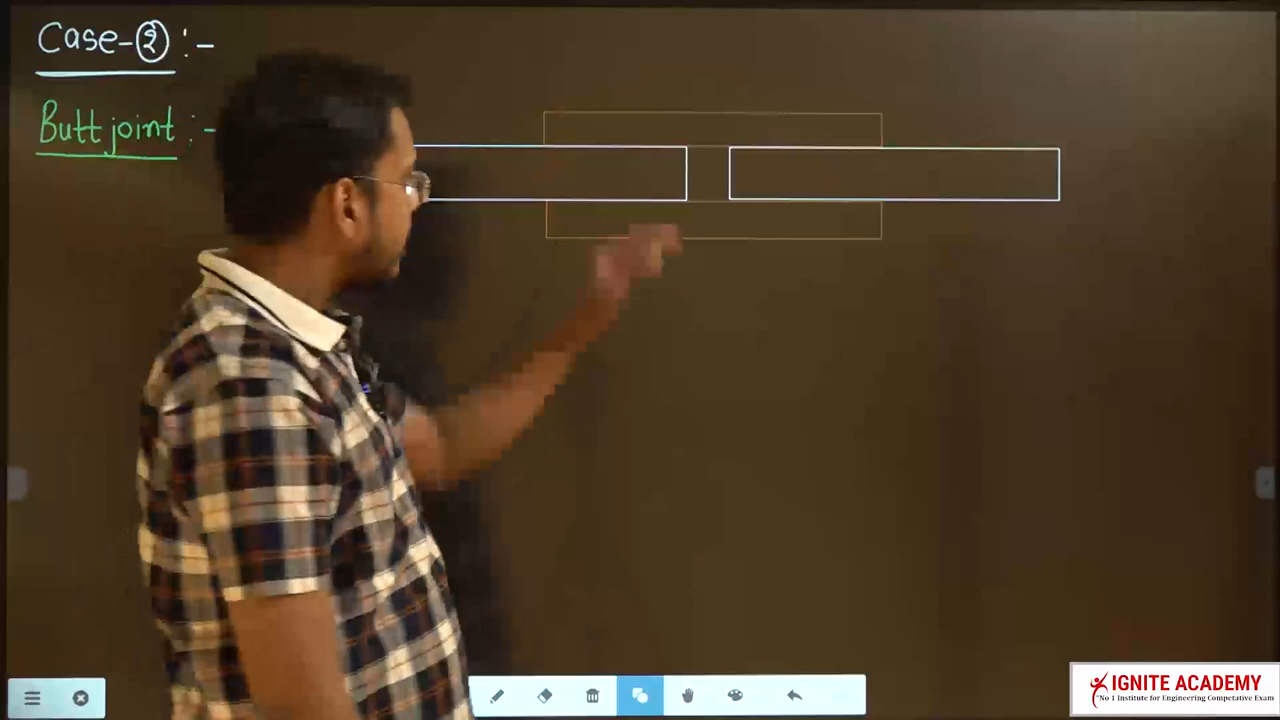 Case-② :-
Butt joint :-
IGNITE ACADEMY
"No 1 Institute for Engineering Competative Exam